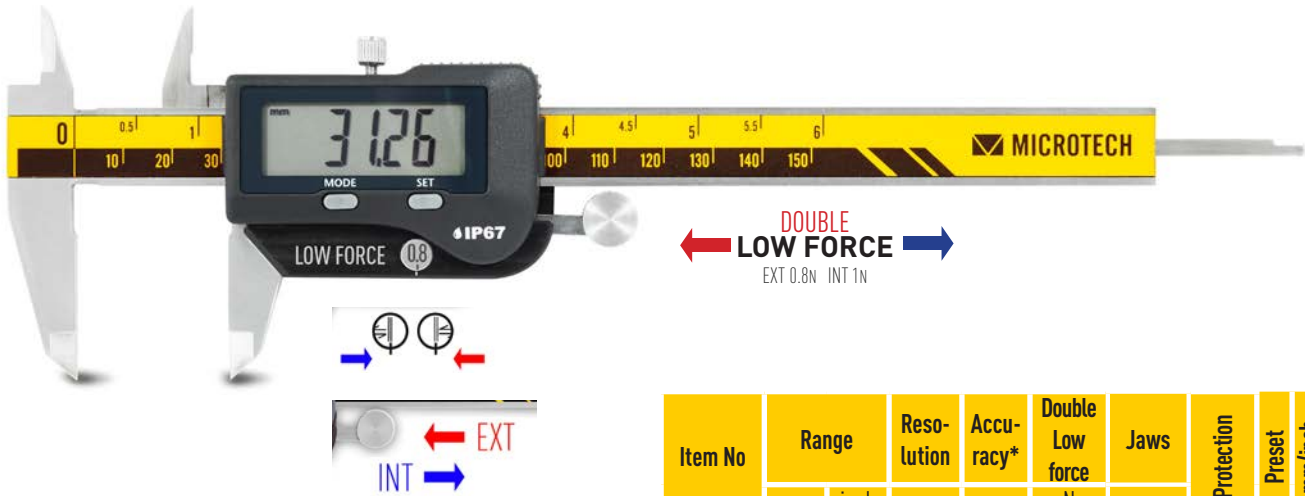 0 0.5 1 4 4.5 5 5.5 6
10 20 30 100 110 120 130 140 150
MICROTECH
mm
31.26
MODE SET
IP67
LOW FORCE 0.8
DOUBLE
LOW FORCE
EXT 0.8N INT 1N
EXT
INT
Item No
Range
Reso-
lution
Accu-
racy*
Double
Low
force
Jaws
Protection
Preset
N